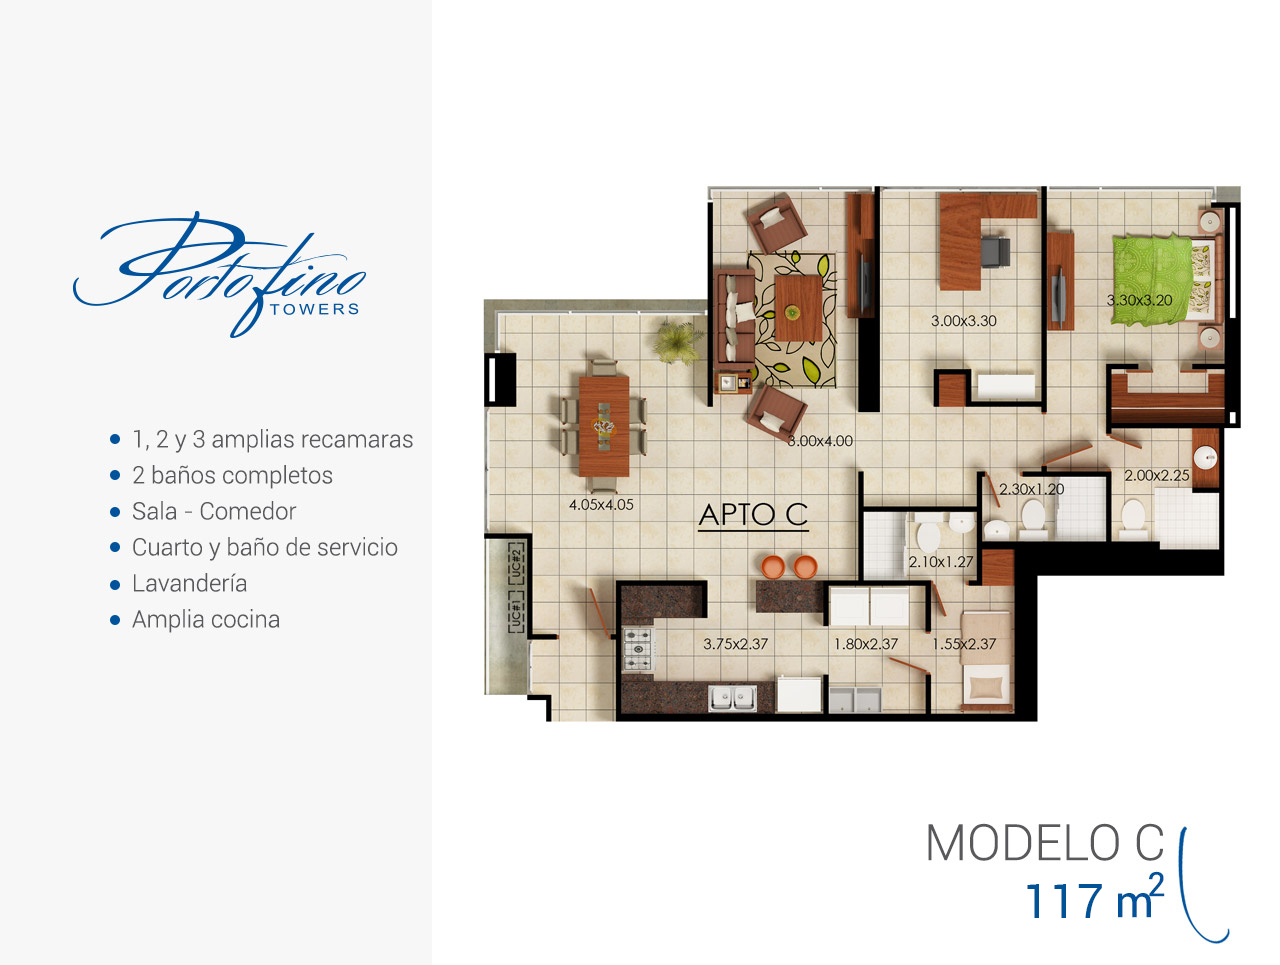 Portofino
TOWERS
1, 2 y 3 amplias recamaras
2 baños completos
Sala - Comedor
Cuarto y baño de servicio
Lavandería
Amplia cocina
3.30x3.20
3.00x3.30
3.00x4.00
4.05x4.05
2.00x2.25
2.30x1.20
APTO C
2.10x1.27
UC#2
UC#1
3.75x2.37
1.80x2.37
1.55x2.37
MODELO C
117 m²